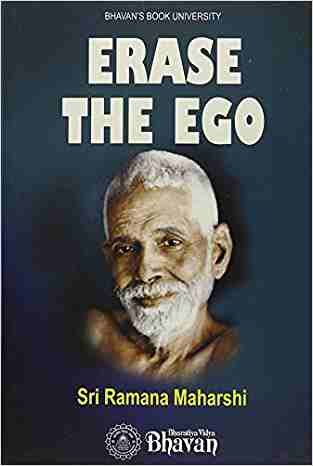 BHAVAN'S BOOK UNIVERSITY
ERASE
THE EGO
Sri Ramana Maharshi
Bharatiya Vidya
Bhavan